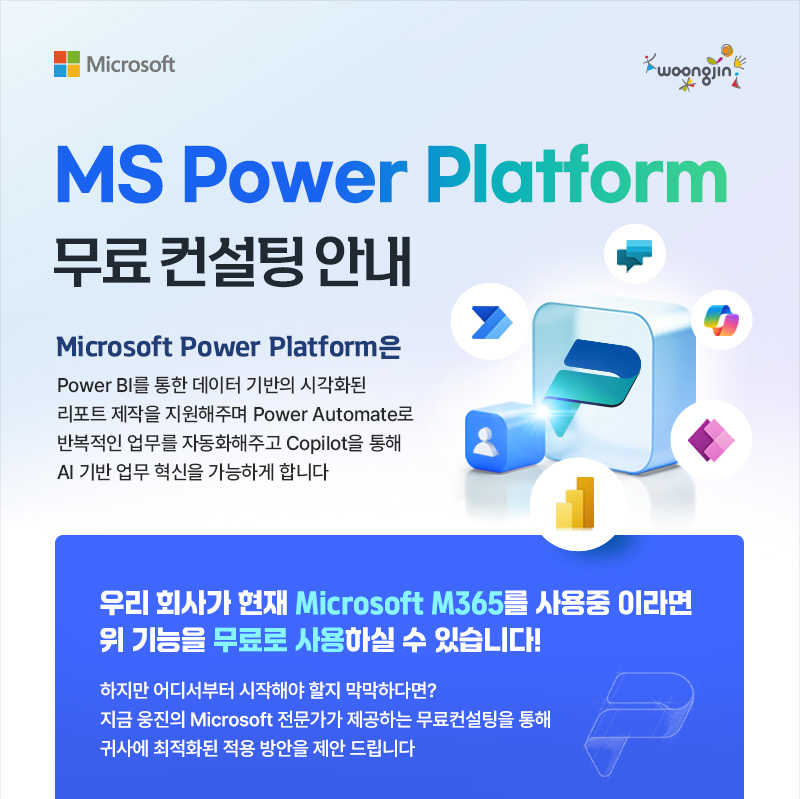 Microsoft
woongjin
MS Power Platform
무료 컨설팅 안내
Microsoft Power Platform은
Power BI를 통한 데이터 기반의 시각화된
리포트 제작을 지원해주며 Power Automate로
반복적인 업무를 자동화해주고 Copilot을 통해
AI 기반 업무 혁신을 가능하게 합니다
우리 회사가 현재 Microsoft M365를 사용중 이라면
위 기능을 무료로 사용하실 수 있습니다!
하지만 어디서부터 시작해야 할지 막막하다면?
지금 웅진의 Microsoft 전문가가 제공하는 무료컨설팅을 통해
귀사에 최적화된 적용 방안을 제안 드립니다